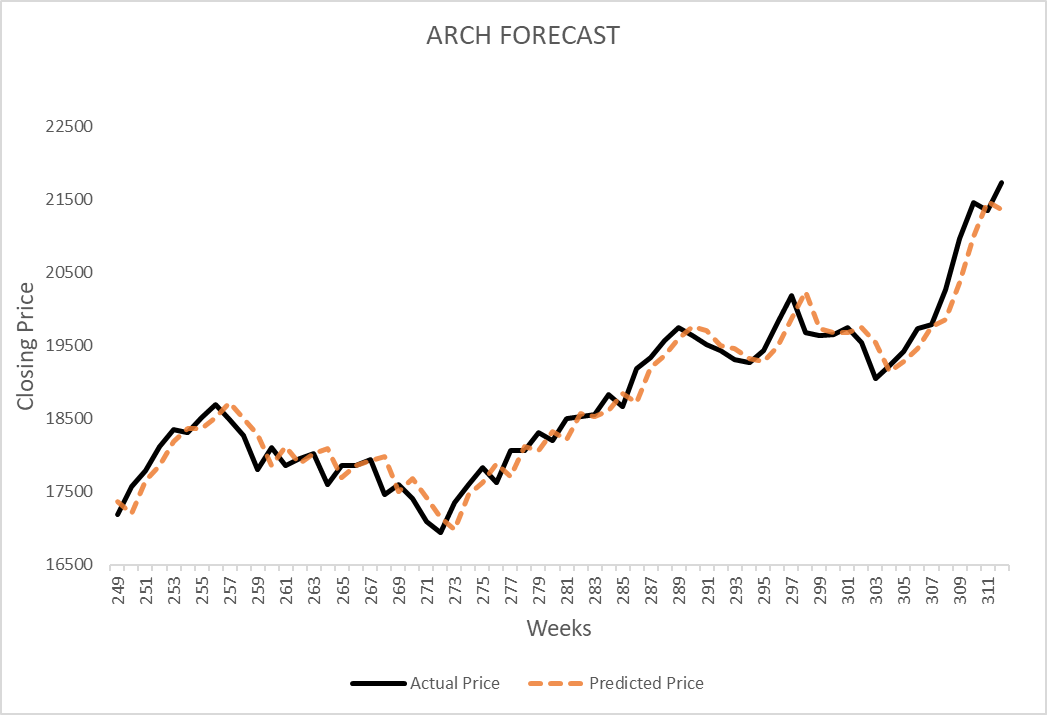 ARCH FORECAST
22500
21500
20500
19500
18500
17500
16500
Closing Price
249 251 253 255 257 259 261 263 265 267 269 271 273 275 277 279 281 283 285 287 289 291 293 295 297 299 301 303 305 307 309 311
Weeks
Actual Price Predicted Price